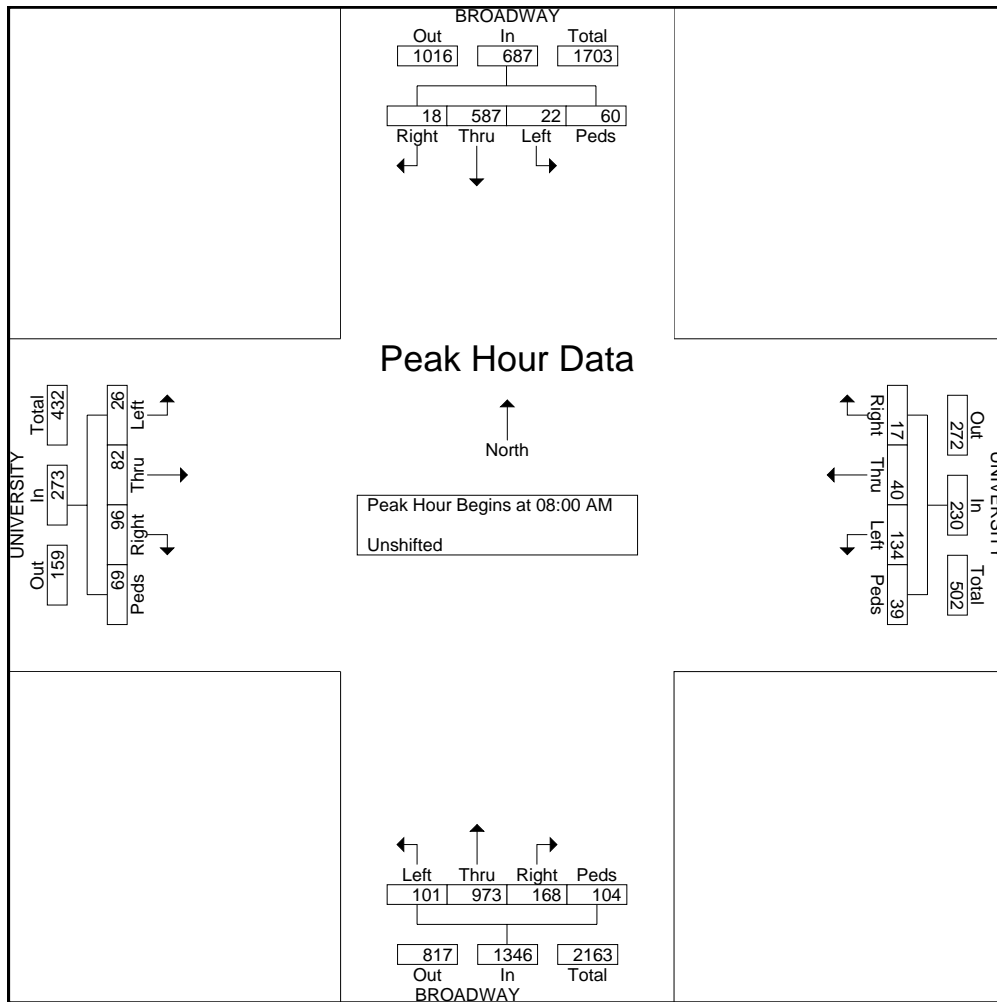 BROADWAY
Out In Total
1016 687 1703
18 587 22 60
Right Thru Left Peds
Peak Hour Data
North
Peak Hour Begins at 08:00 AM
Unshifted
UNIVERSITY
Total In Out
432 273 159
26 82 96 69
Left Thru Right Peds
UNIVERSITY
Out In Total
272 230 502
17 40 134 39
Right Thru Left Peds
Left Thru Right Peds
101 973 168 104
817 1346 2163
Out In Total
BROADWAY